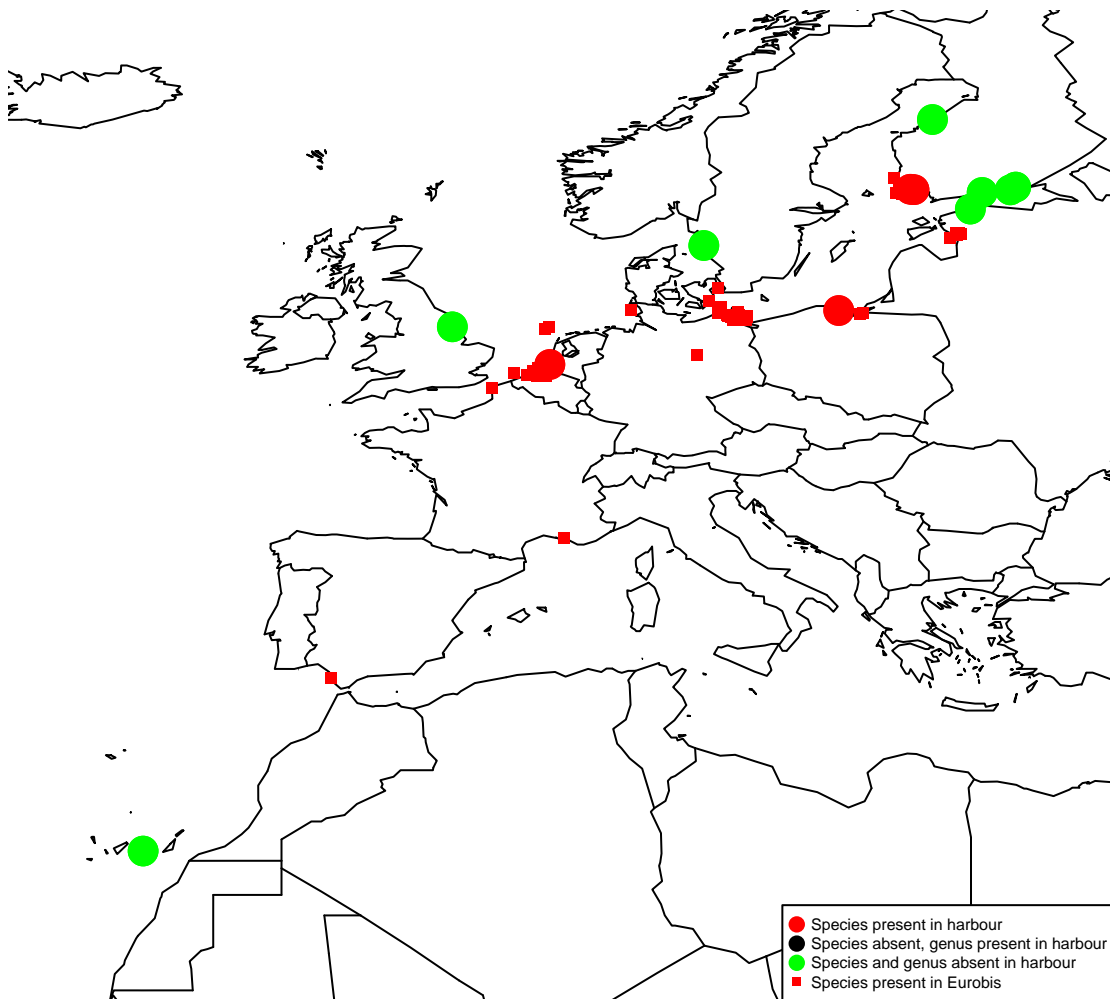 Species present in harbour
Species absent, genus present in harbour
Species and genus absent in harbour
Species present in Eurobis